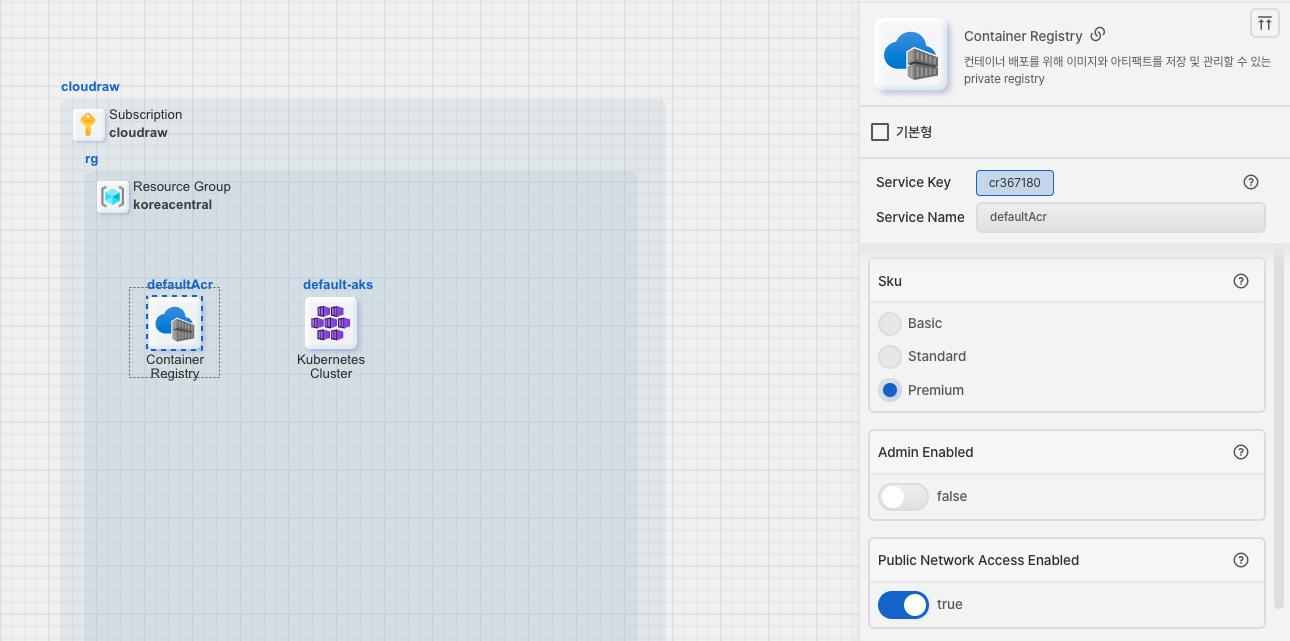 cloudraw
Subscription
cloudraw
rg
Resource Group
koreacentral
defaultAcr
Container
Registry
default-aks
Kubernetes
Cluster
Container Registry
컨테이너 배포를 위해 이미지와 아티팩트를 저장 및 관리할 수 있는
private registry
기본형
Service Key
cr367180
Service Name
defaultAcr
Sku
Basic
Standard
Premium
Admin Enabled
false
Public Network Access Enabled
true